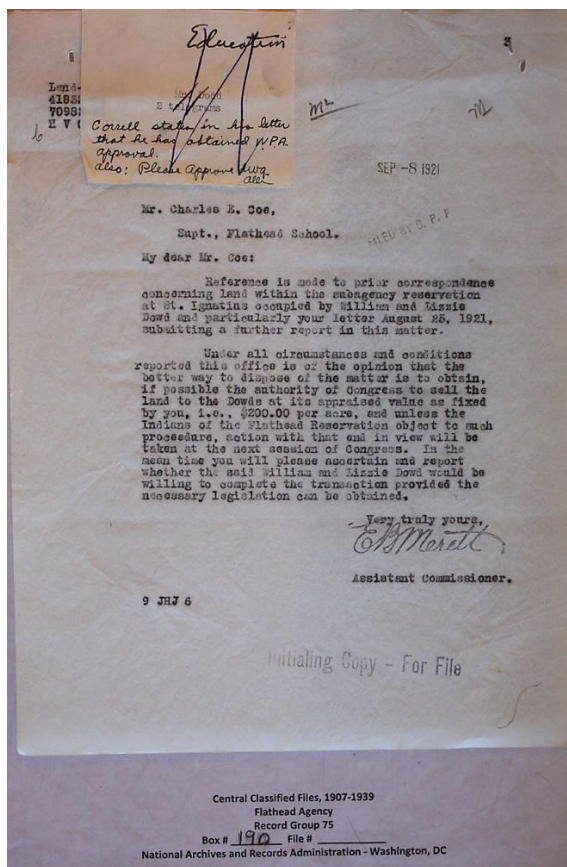 Education
3
Land-
4183
7098
H V C
6
2 telegrams
Correll states in his letter
that he has obtained W.P.A.
approval.
also; Please Approve dwg.
SEP -8 1921
Mr. Charles E. Coe,
Supt., Flathead School.
FILED BY C. P. F
My dear Mr. Coe:
Reference is made to prior correspondence
concerning land within the subagency reservation
at St. Ignatius occupied by William and Lizzie
Dowd and particularly your letter August 25, 1921,
submitting a further report in this matter.
Under all circumstances and conditions
reported this office is of the opinion that the
better way to dispose of the matter is to obtain,
if possible the authority of Congress to sell the
land to the Dowds at its appraised value as fixed
by you, i.e., $200.00 per acre, and unless the
Indians of the Flathead Reservation object to such
procedure, action with that end in view will be
taken at the next session of Congress. In the
mean time you will please ascertain and report
whether the said William and Lizzie Dowd would be
willing to complete the transaction provided the
necessary legislation can be obtained.
Very truly yours,
E B Meritt
Assistant Commissioner.
9 JHJ 6
Initialing Copy - For File
Central Classified Files, 1907-1939
Flathead Agency
Record Group 75
Box # 190 File #
National Archives and Records Administration - Washington, DC